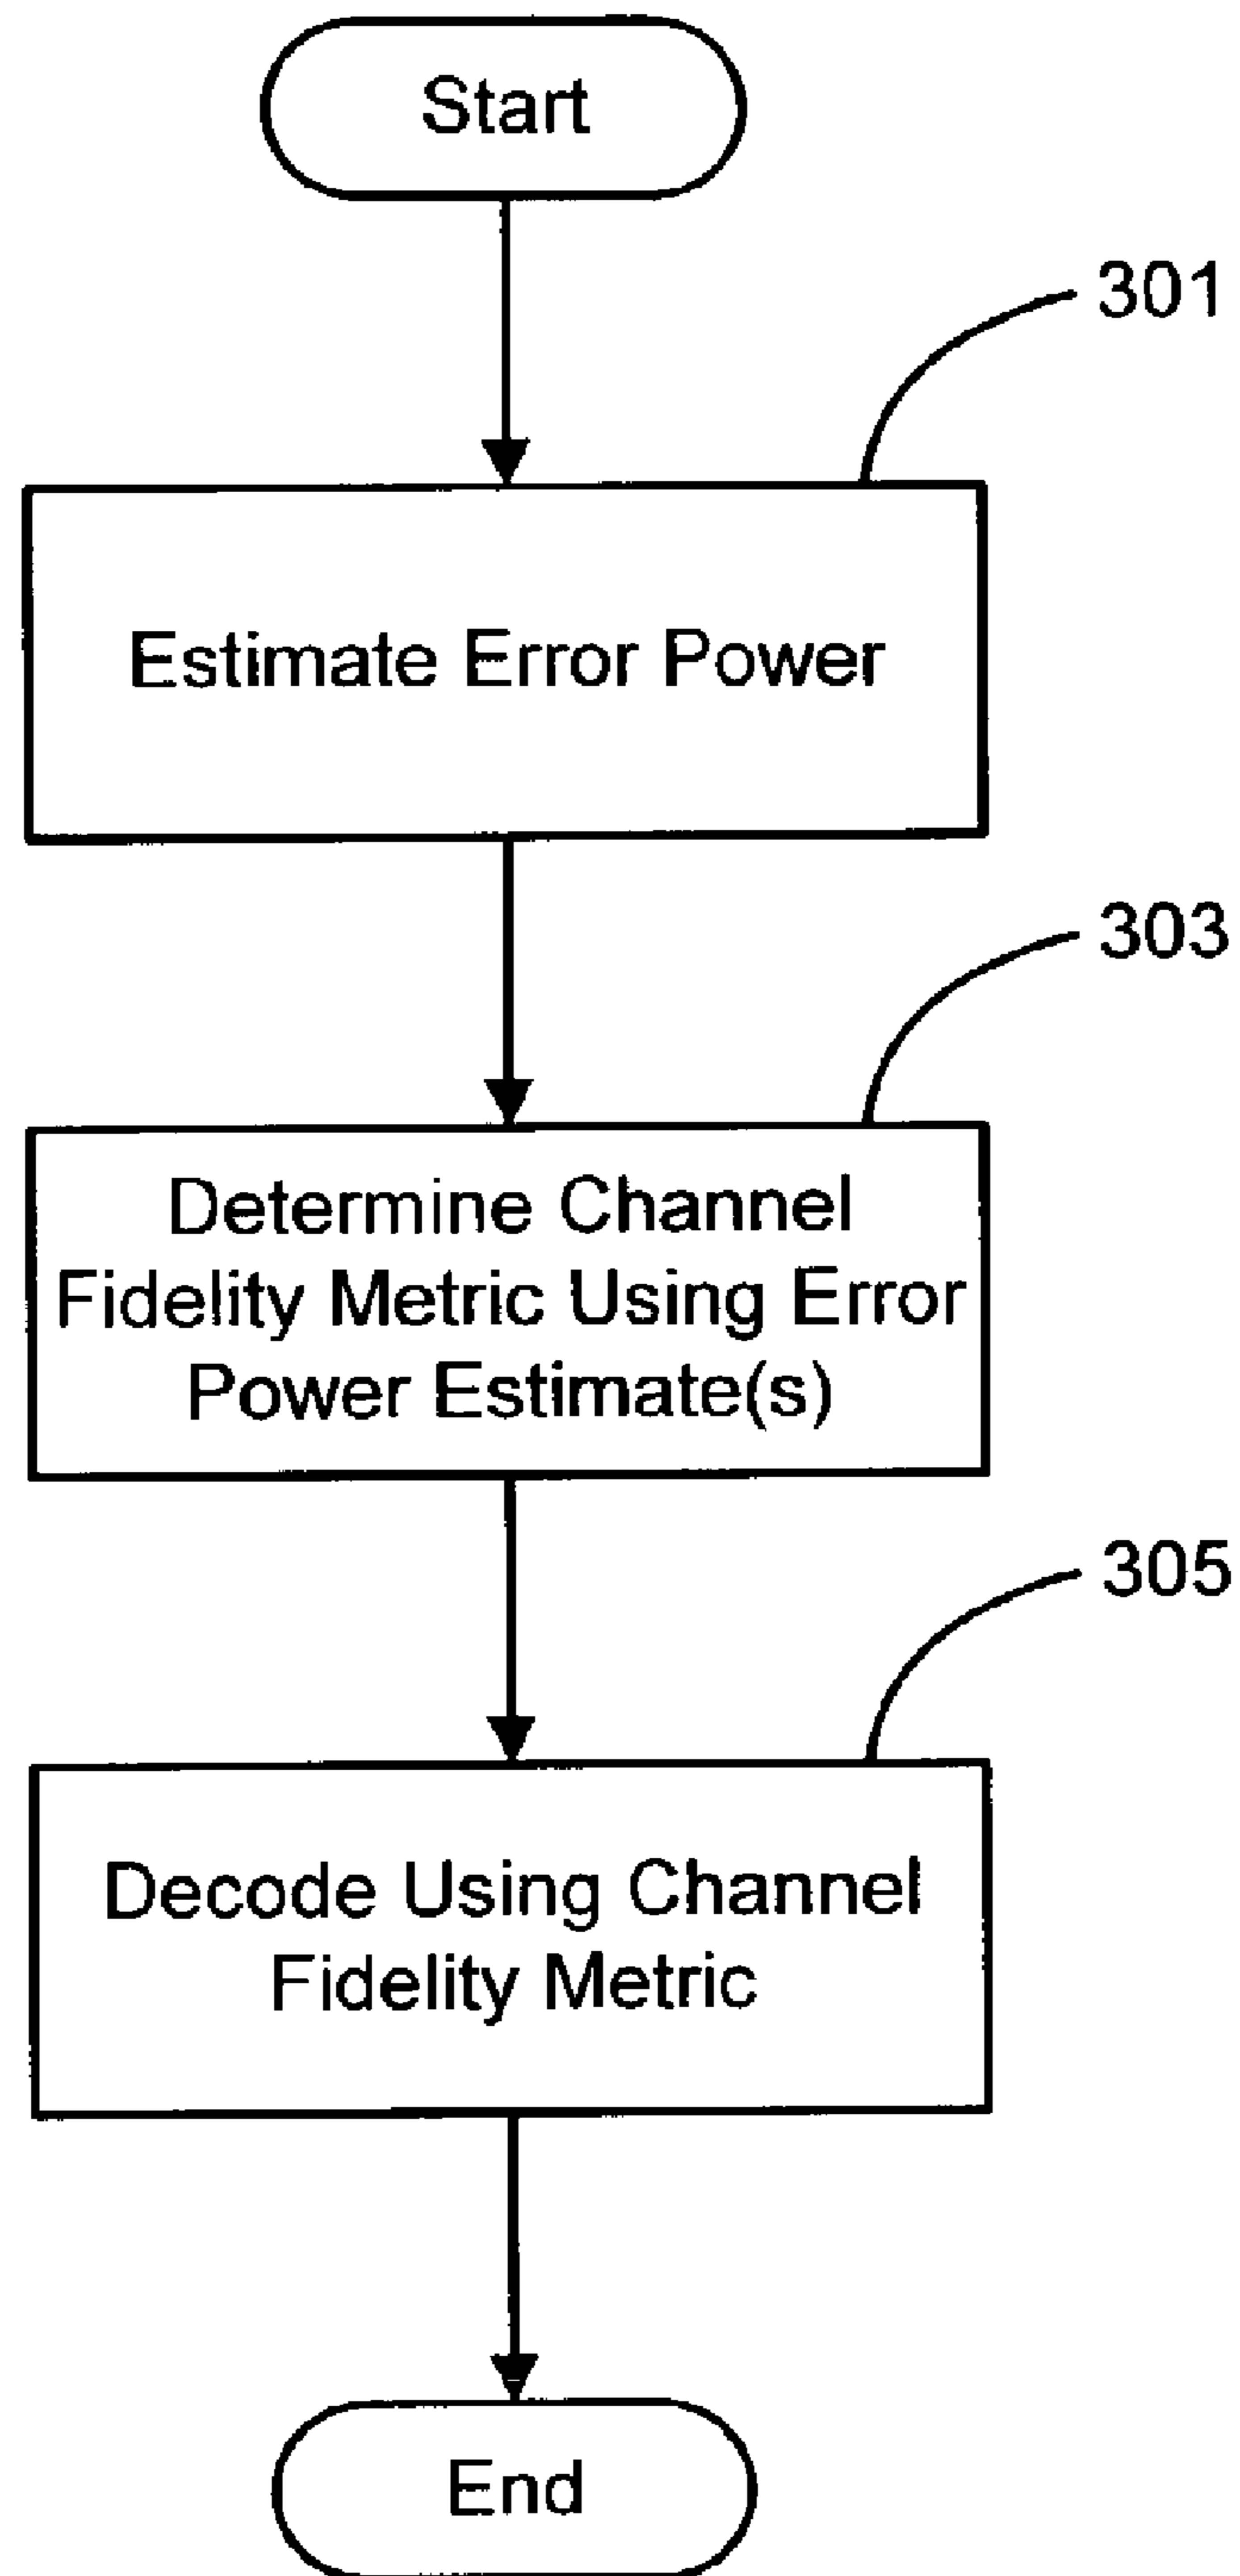 Start
301
Estimate Error Power
303
Determine Channel
Fidelity Metric Using Error
Power Estimate(s)
305
Decode Using Channel
Fidelity Metric
End